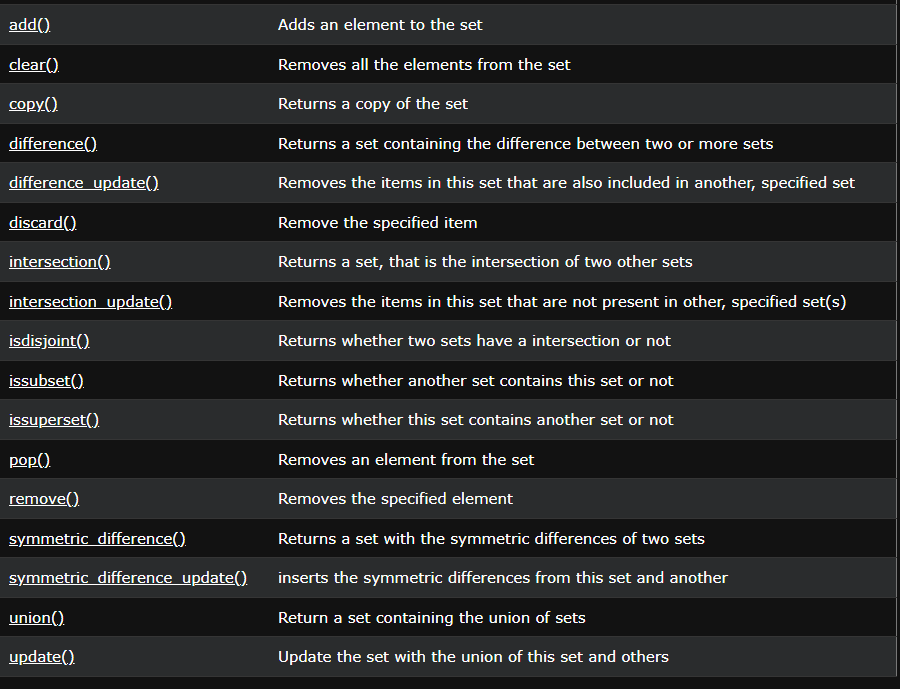 add() Adds an element to the set
clear() Removes all the elements from the set
copy() Returns a copy of the set
difference() Returns a set containing the difference between two or more sets
difference_update() Removes the items in this set that are also included in another, specified set
discard() Remove the specified item
intersection() Returns a set, that is the intersection of two other sets
intersection_update() Removes the items in this set that are not present in other, specified set(s)
isdisjoint() Returns whether two sets have a intersection or not
issubset() Returns whether another set contains this set or not
issuperset() Returns whether this set contains another set or not
pop() Removes an element from the set
remove() Removes the specified element
symmetric_difference() Returns a set with the symmetric differences of two sets
symmetric_difference_update() inserts the symmetric differences from this set and another
union() Return a set containing the union of sets
update() Update the set with the union of this set and others